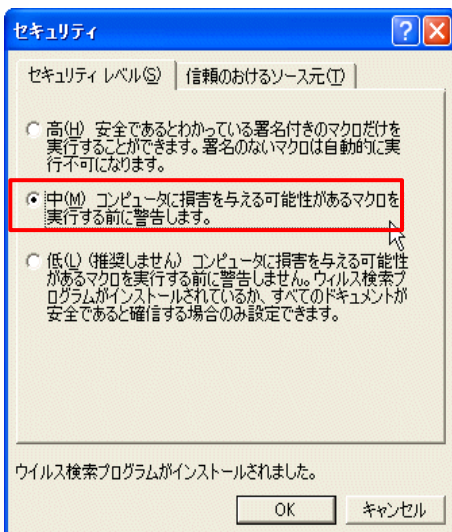 セキュリティ
セキュリティ レベル(S)
信頼のおけるソース元(T)
高(H) 安全であるとわかっている署名付きのマクロだけを
実行することができます。署名のないマクロは自動的に実
行不可になります。
中(M) コンピュータに損害を与える可能性があるマクロを
実行する前に警告します。
低(L) (推奨しません) コンピュータに損害を与える可能性
があるマクロを実行する前に警告しません。ウィルス検索プ
ログラムがインストールされているか、すべてのドキュメントが
安全であると確信する場合のみ設定できます。
ウイルス検索プログラムがインストールされました。
OK
キャンセル